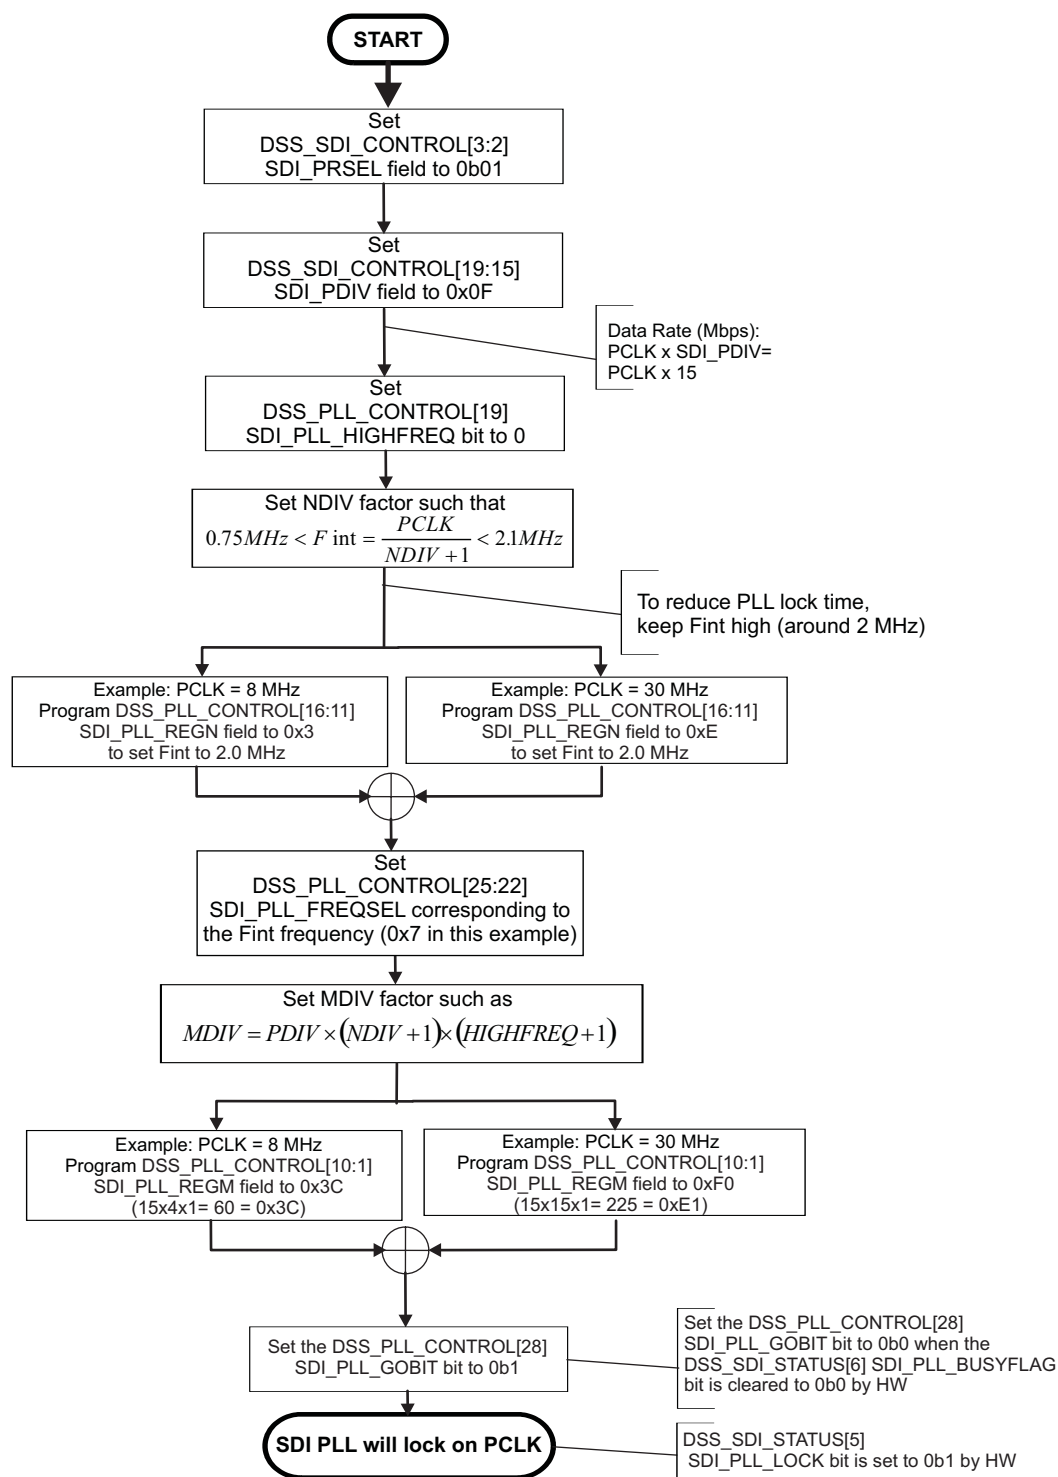 START
Set
DSS_SDI_CONTROL[3:2]
SDI_PRSEL field to 0b01
Set
DSS_SDI_CONTROL[19:15]
SDI_PDIV field to 0x0F
Data Rate (Mbps):
PCLK x SDI_PDIV=
PCLK x 15
Set
DSS_PLL_CONTROL[19]
SDI_PLL_HIGHFREQ bit to 0
Set NDIV factor such that
0.75MHz < F int = PCLK / NDIV + 1 < 2.1MHz
To reduce PLL lock time,
keep Fint high (around 2 MHz)
Example: PCLK = 8 MHz
Program DSS_PLL_CONTROL[16:11]
SDI_PLL_REGN field to 0x3
to set Fint to 2.0 MHz
Example: PCLK = 30 MHz
Program DSS_PLL_CONTROL[16:11]
SDI_PLL_REGN field to 0xE
to set Fint to 2.0 MHz
Set
DSS_PLL_CONTROL[25:22]
SDI_PLL_FREQSEL corresponding to
the Fint frequency (0x7 in this example)
Set MDIV factor such as
MDIV = PDIV × (NDIV + 1) × (HIGHFREQ + 1)
Example: PCLK = 8 MHz
Program DSS_PLL_CONTROL[10:1]
SDI_PLL_REGM field to 0x3C
(15x4x1= 60 = 0x3C)
Example: PCLK = 30 MHz
Program DSS_PLL_CONTROL[10:1]
SDI_PLL_REGM field to 0xF0
(15x15x1= 225 = 0xE1)
Set the DSS_PLL_CONTROL[28]
SDI_PLL_GOBIT bit to 0b1
Set the DSS_PLL_CONTROL[28]
SDI_PLL_GOBIT bit to 0b0 when the
DSS_SDI_STATUS[6] SDI_PLL_BUSYFLAG
bit is cleared to 0b0 by HW
SDI PLL will lock on PCLK
DSS_SDI_STATUS[5]
SDI_PLL_LOCK bit is set to 0b1 by HW